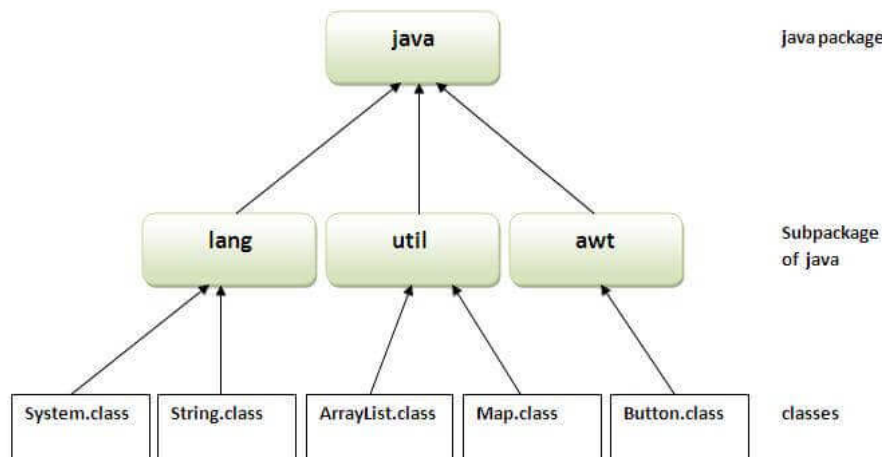 java
java package
lang
util
awt
Subpackage
of java
System.class
String.class
ArrayList.class
Map.class
Button.class
classes